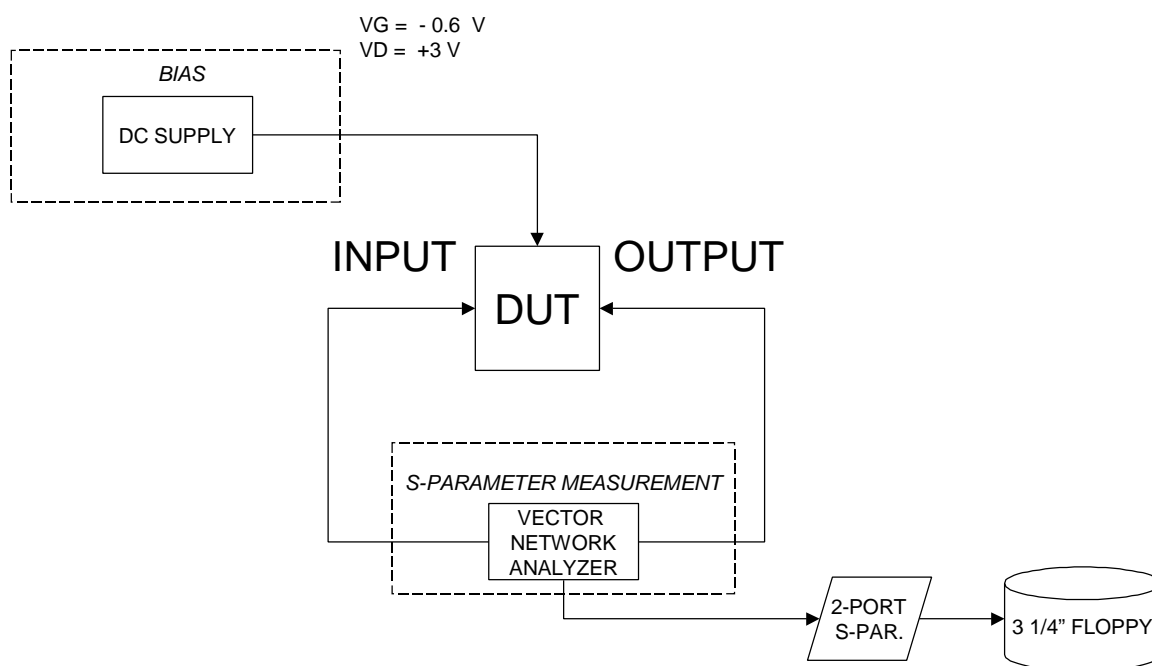 VG = - 0.6 V
VD = +3 V
BIAS
DC SUPPLY
INPUT
OUTPUT
DUT
S-PARAMETER MEASUREMENT
VECTOR
NETWORK
ANALYZER
2-PORT
S-PAR.
3 1/4” FLOPPY